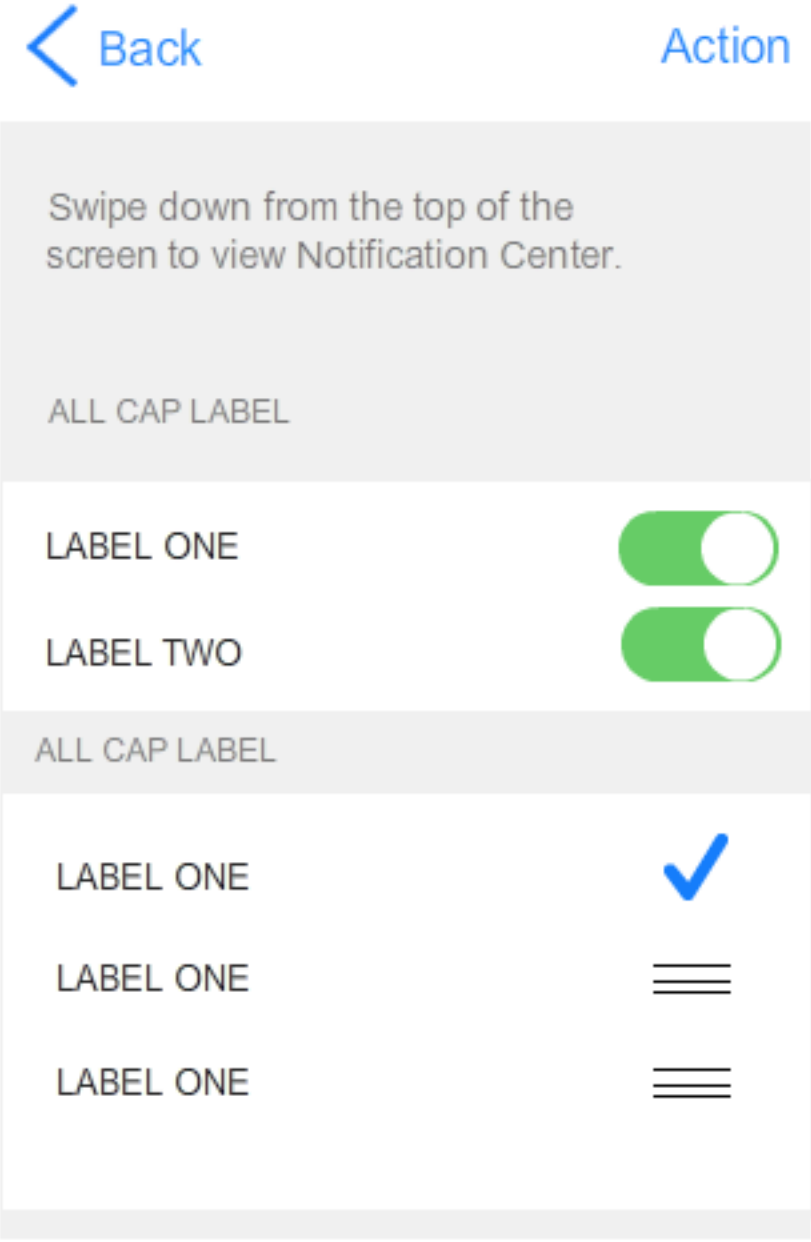 Back
Action
Swipe down from the top of the
screen to view Notification Center.
ALL CAP LABEL
LABEL ONE
LABEL TWO
ALL CAP LABEL
LABEL ONE
LABEL ONE
LABEL ONE